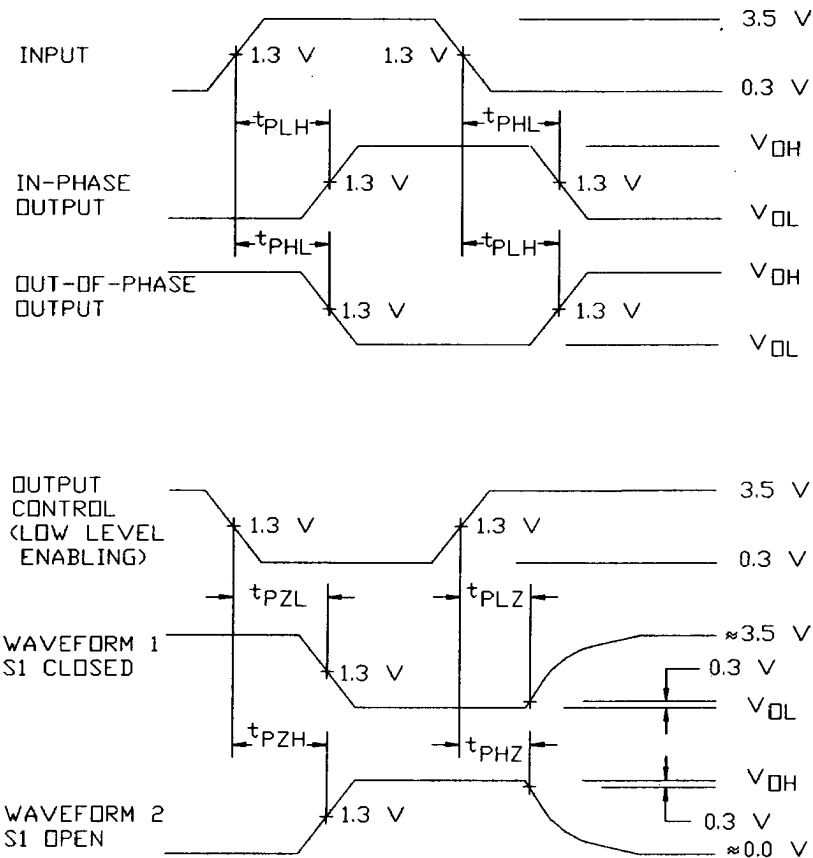 3.5 V
INPUT
1.3 V
1.3 V
0.3 V
tPLH
tPHL
VOH
IN-PHASE
OUTPUT
1.3 V
1.3 V
VOL
tPHL
tPLH
OUT-OF-PHASE
OUTPUT
VOH
1.3 V
1.3 V
VOL
OUTPUT
CONTROL
(LOW LEVEL
ENABLING)
3.5 V
1.3 V
1.3 V
0.3 V
tPZL
tPLZ
WAVEFORM 1
S1 CLOSED
≈3.5 V
1.3 V
0.3 V
VOL
tPZH
tPHZ
VOH
WAVEFORM 2
S1 OPEN
1.3 V
0.3 V
≈0.0 V